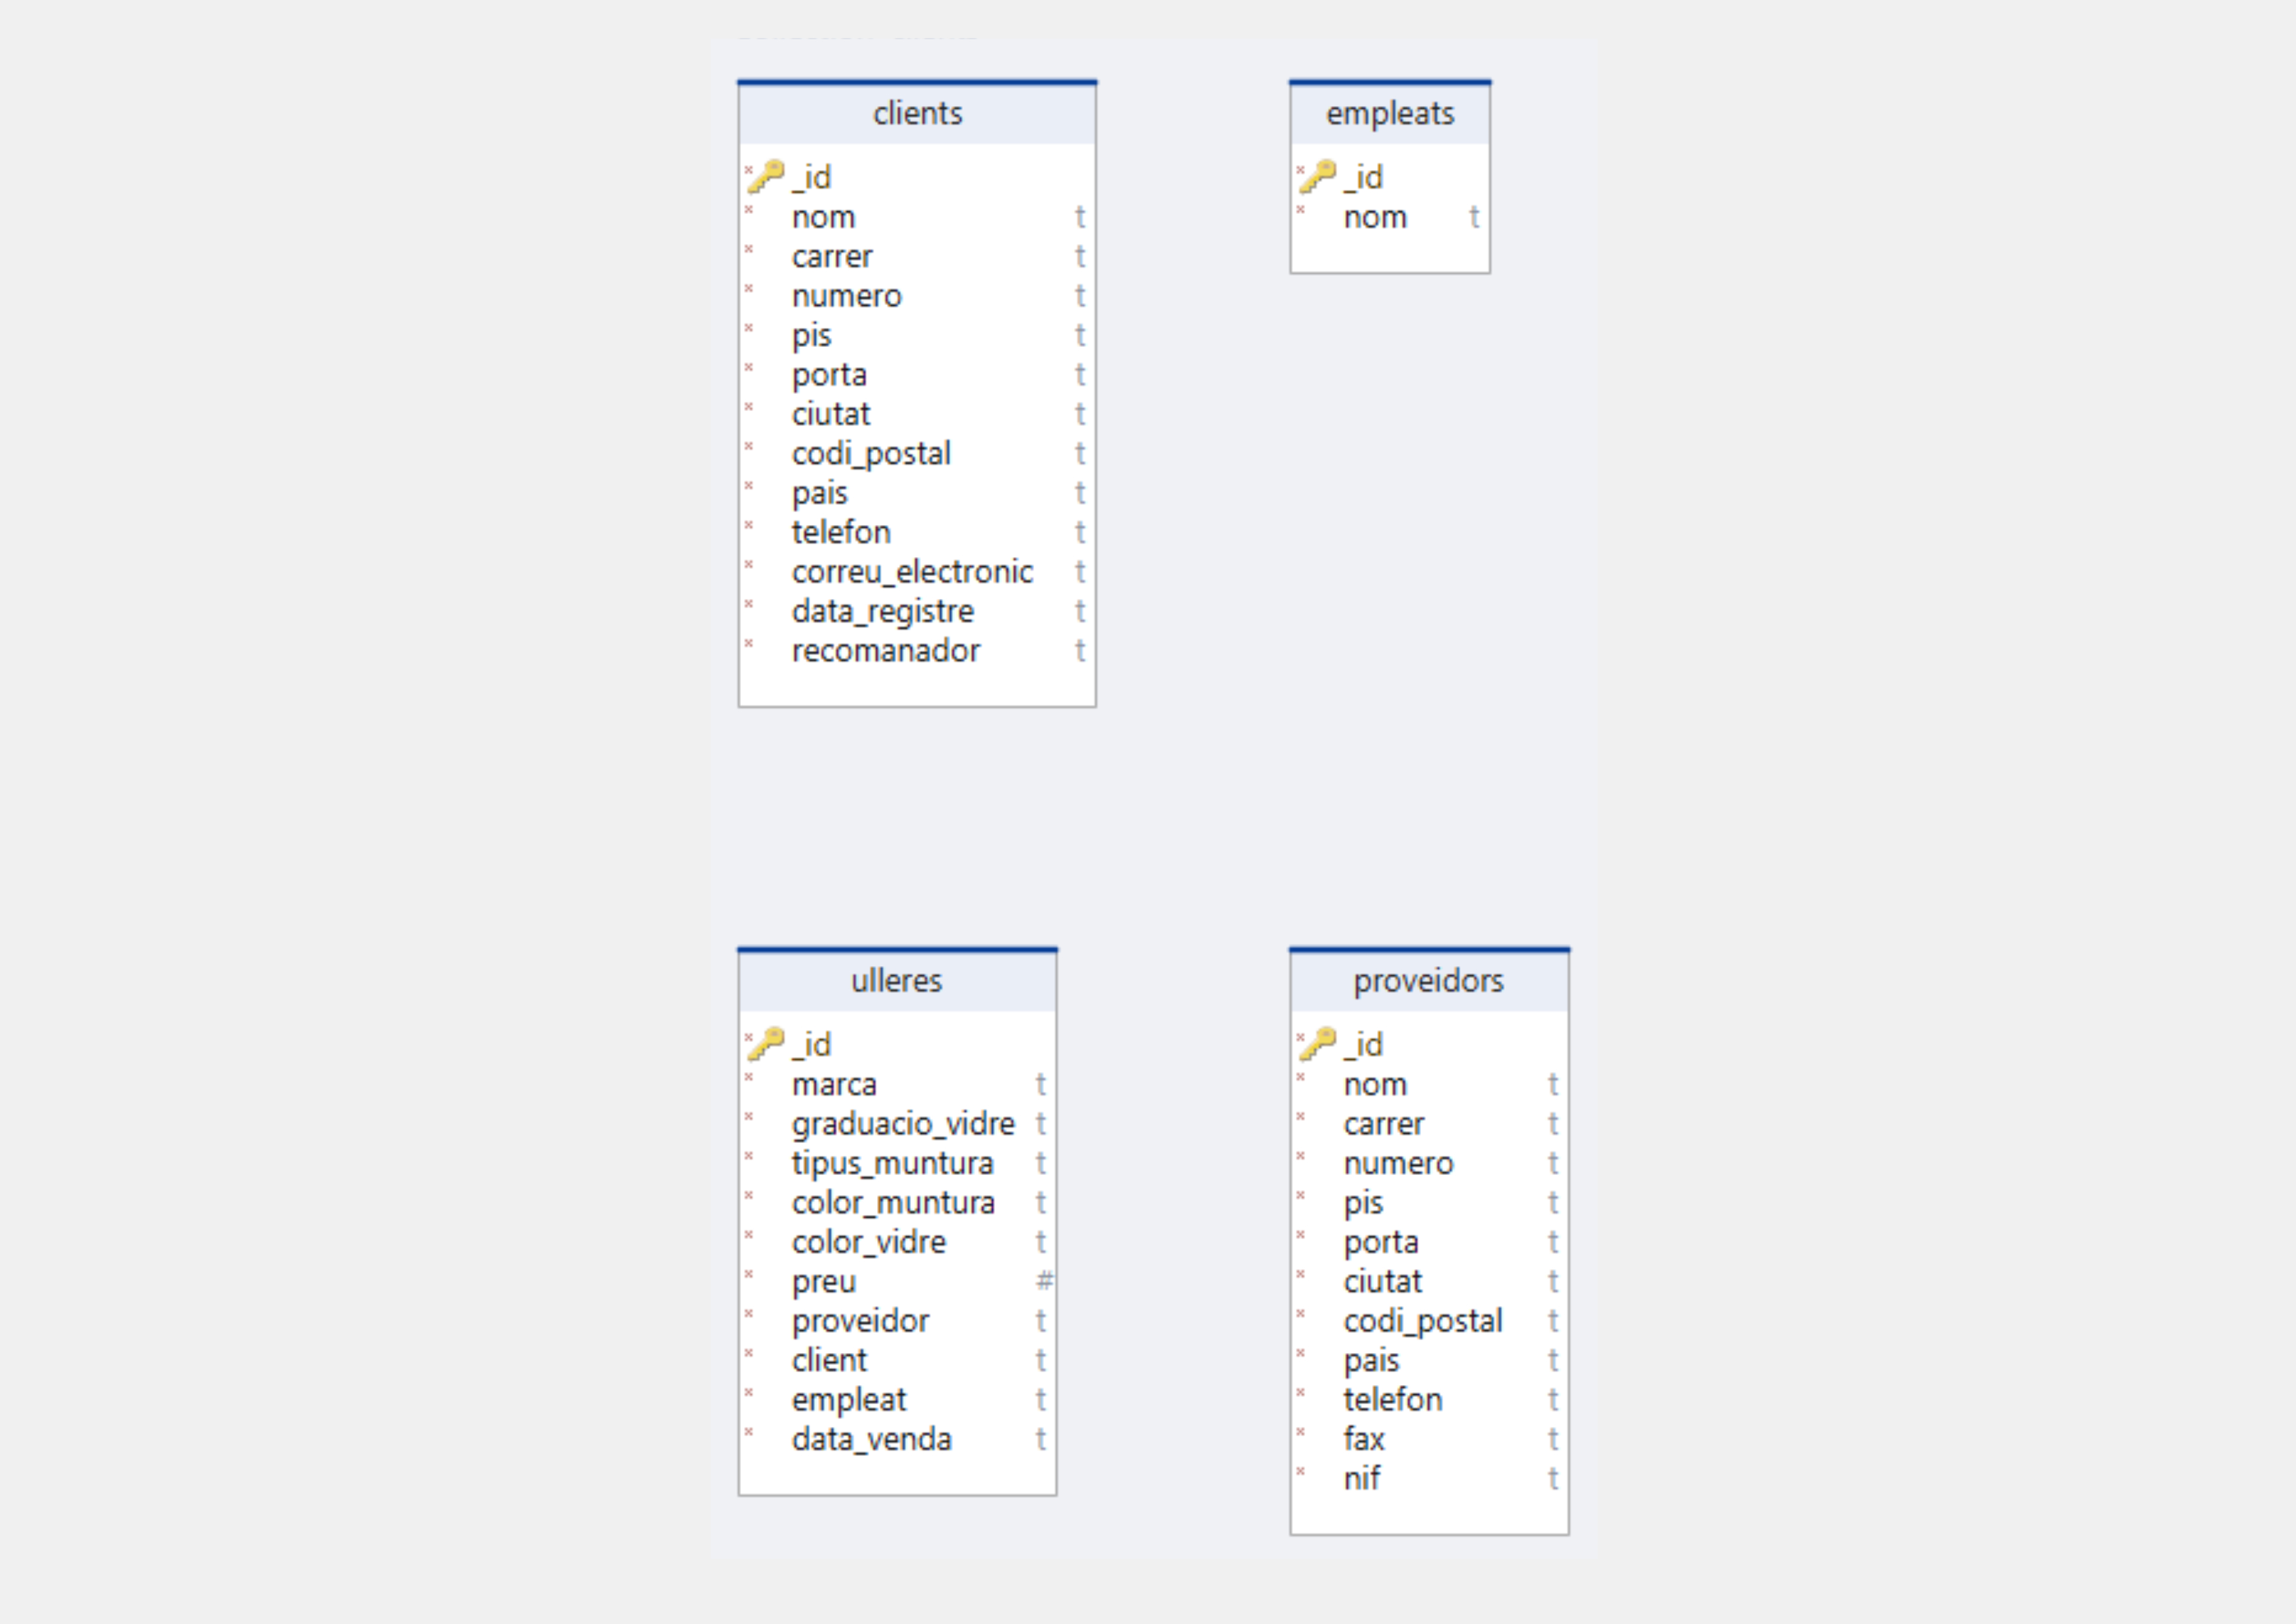 clients
_id
nom t
carrer t
numero t
pis t
porta t
ciutat t
codi_postal t
pais t
telefon t
correu_electronic t
data_registre t
recomanador t
empleats
_id
nom t
ulleres
_id
marca t
graduacio_vidre t
tipus_muntura t
color_muntura t
color_vidre t
preu #
proveidor t
client t
empleat t
data_venda t
proveidors
_id
nom t
carrer t
numero t
pis t
porta t
ciutat t
codi_postal t
pais t
telefon t
fax t
nif t